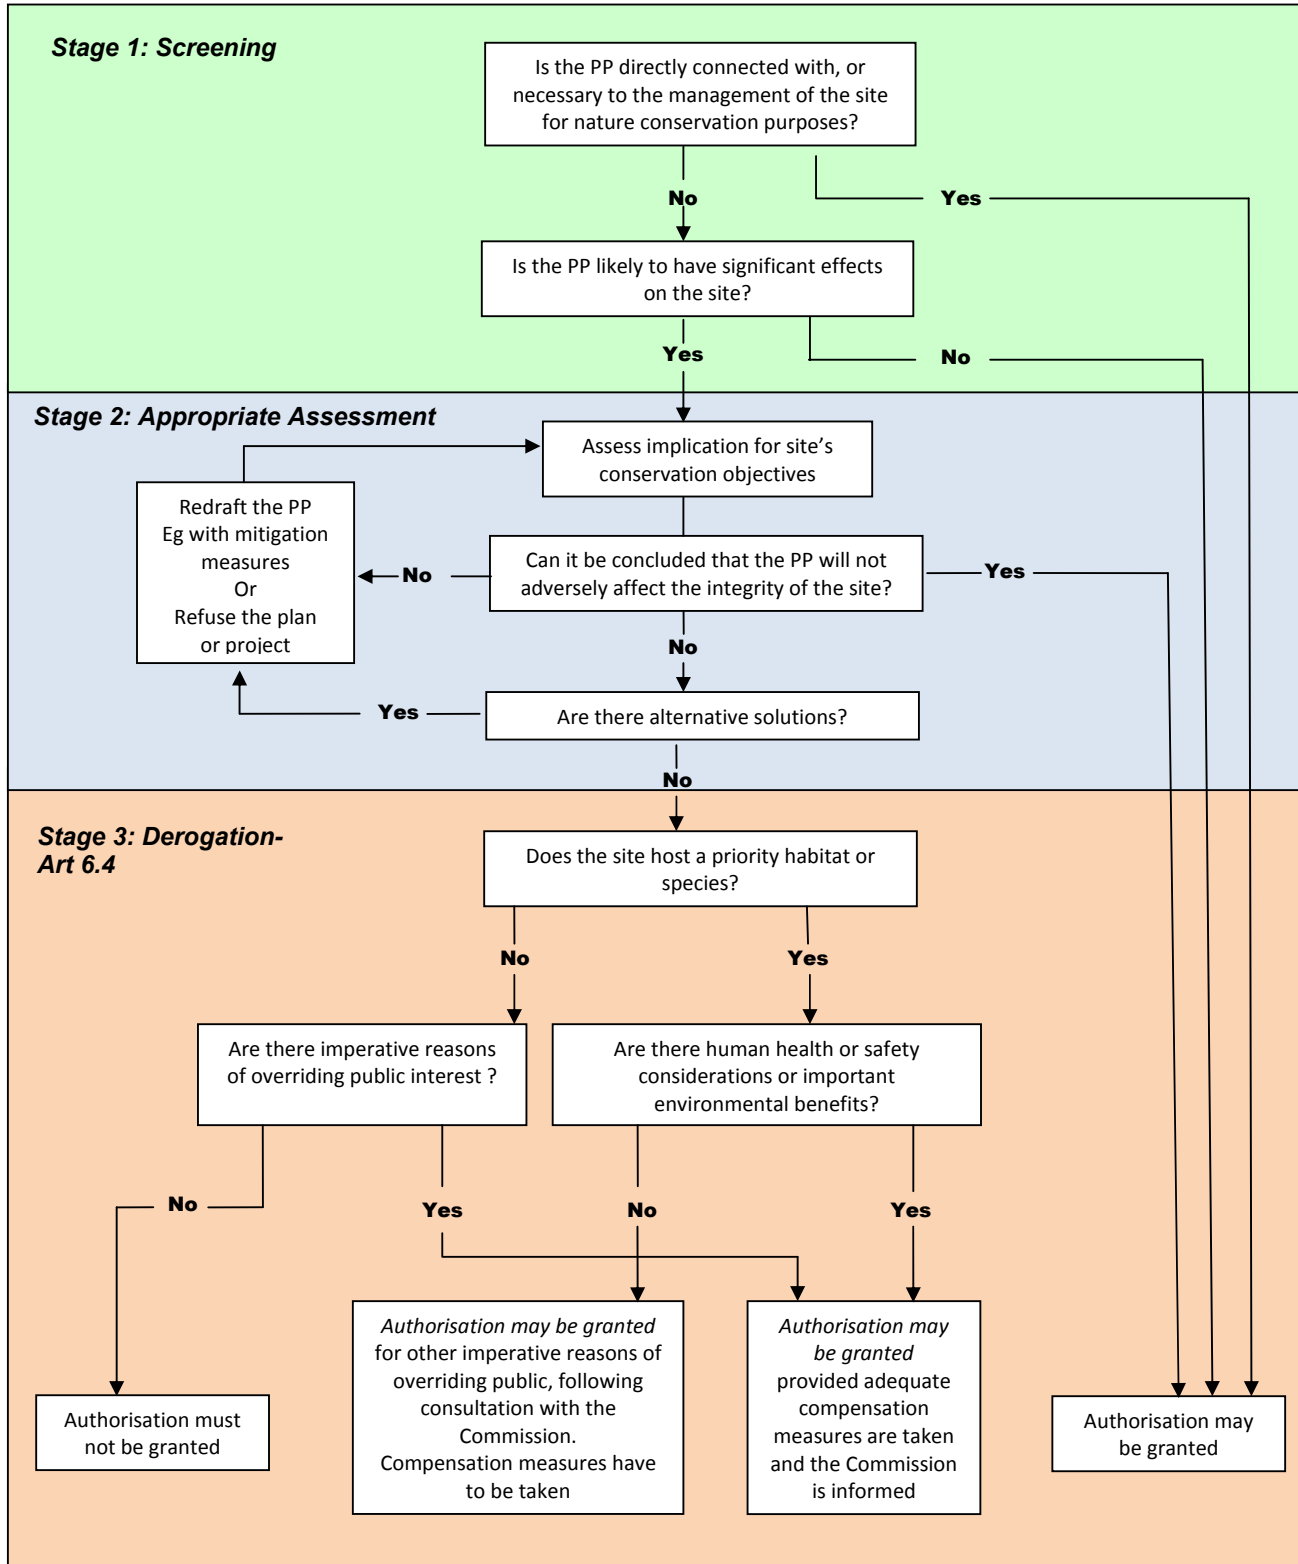 Stage 1: Screening
Is the PP directly connected with, or
necessary to the management of the site
for nature conservation purposes?
No
Yes
Is the PP likely to have significant effects
on the site?
Yes
No
Stage 2: Appropriate Assessment
Assess implication for site's
conservation objectives
Redraft the PP
Eg with mitigation
measures
Or
Refuse the plan
or project
Can it be concluded that the PP will not
adversely affect the integrity of the site?
No
Yes
No
Are there alternative solutions?
Yes
No
Stage 3: Derogation-
Art 6.4
Does the site host a priority habitat or
species?
No
Yes
Are there imperative reasons
of overriding public interest ?
Are there human health or safety
considerations or important
environmental benefits?
No
Yes
No
Yes
Authorisation must
not be granted
Authorisation may be granted
for other imperative reasons of
overriding public, following
consultation with the
Commission.
Compensation measures have
to be taken
Authorisation may
be granted
provided adequate
compensation
measures are taken
and the Commission
is informed
Authorisation may
be granted